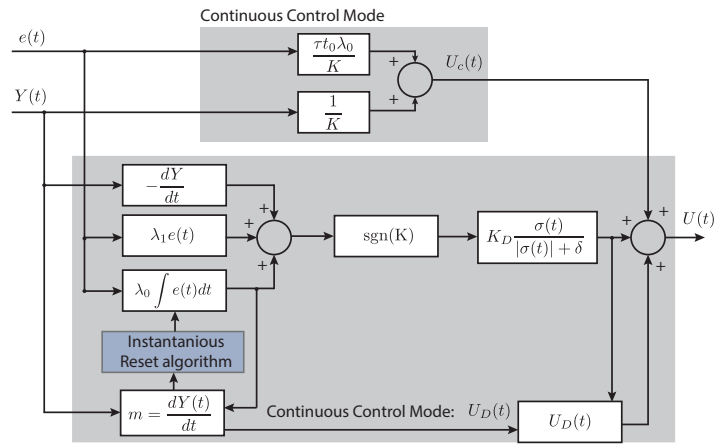 Continuous Control Mode
e(t)
τt₀λ₀/K
+
U_c(t)
Y(t)
+
1/K
-dY/dt
+
λ₁e(t)
+
sgn(K)
K_D σ(t)/(|σ(t)| + δ)
+
+
U(t)
λ₀ ∫ e(t)dt
+
+
Instantanious
Reset algorithm
m = dY(t)/dt
Continuous Control Mode: U_D(t)
U_D(t)